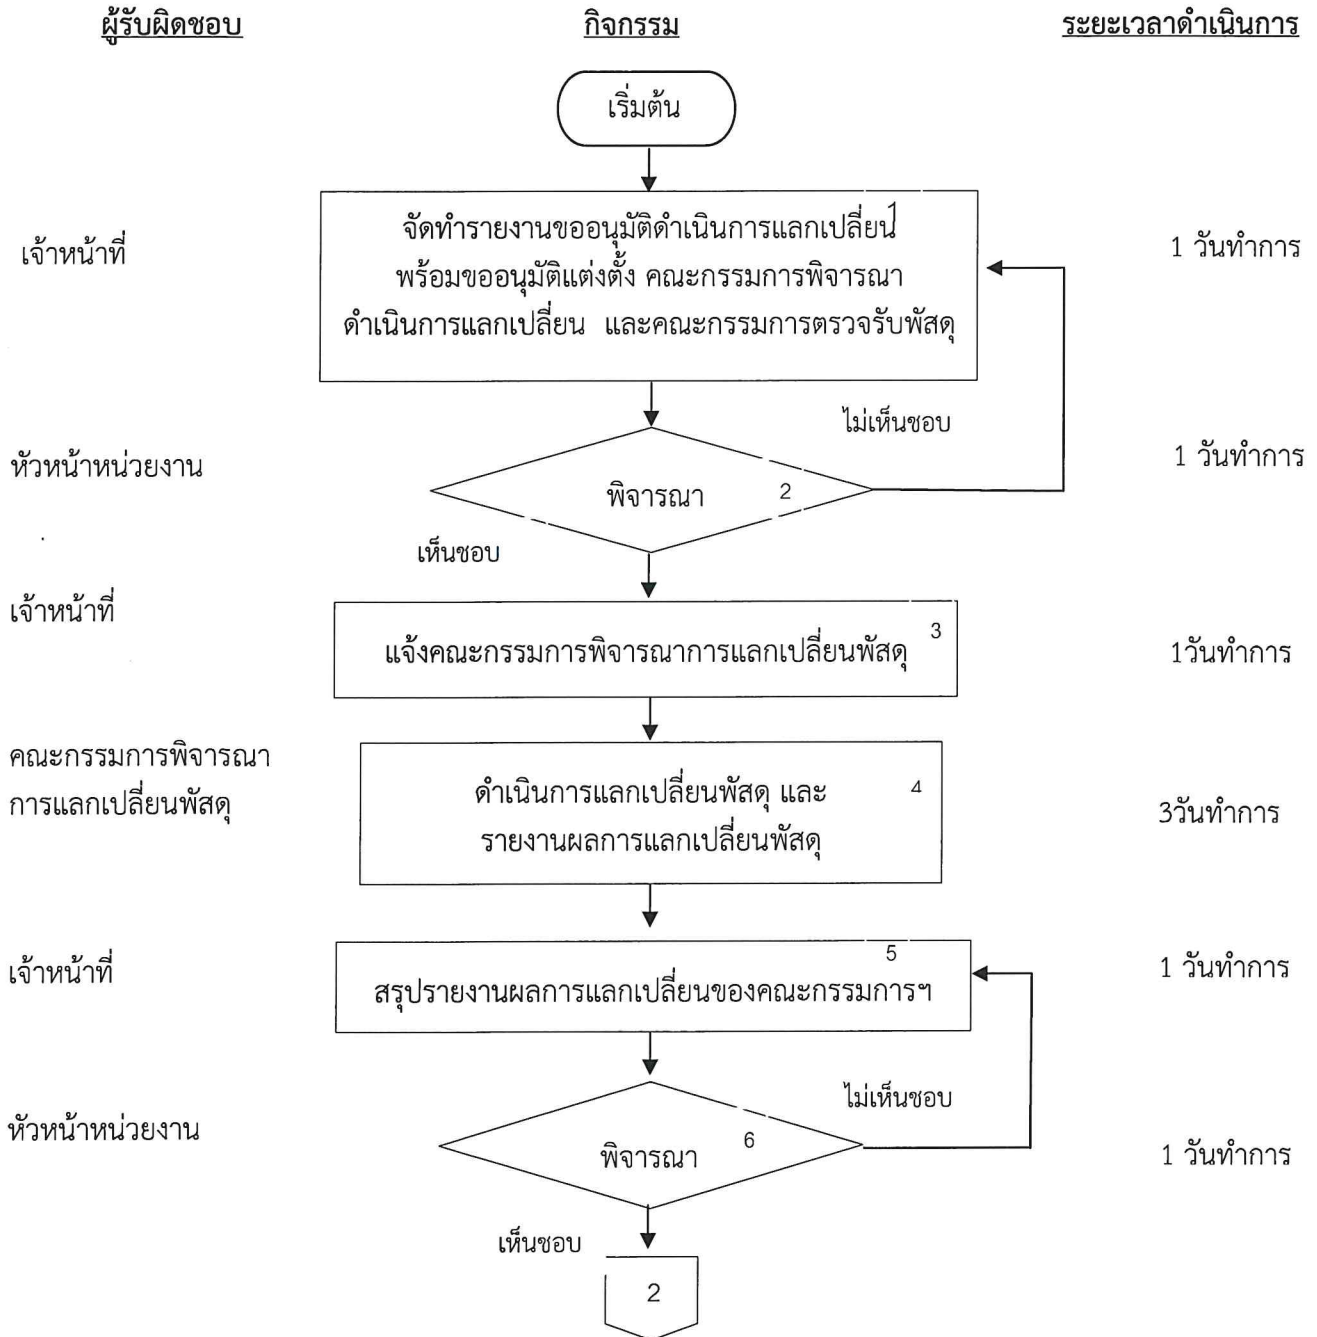 ผู้รับผิดชอบ กิจกรรม ระยะเวลาดำเนินการ
เริ่มต้น
1
เจ้าหน้าที่
จัดทำรายงานขออนุมัติดำเนินการแลกเปลี่ยน
พร้อมขออนุมัติแต่งตั้ง คณะกรรมการพิจารณา
ดำเนินการแลกเปลี่ยน และคณะกรรมการตรวจรับพัสดุ
1 วันทำการ
ไม่เห็นชอบ
หัวหน้าหน่วยงาน
พิจารณา 2
1 วันทำการ
เห็นชอบ
เจ้าหน้าที่
แจ้งคณะกรรมการพิจารณาการแลกเปลี่ยนพัสดุ 3
1วันทำการ
คณะกรรมการพิจารณา
การแลกเปลี่ยนพัสดุ
ดำเนินการแลกเปลี่ยนพัสดุ และ 4
รายงานผลการแลกเปลี่ยนพัสดุ
3วันทำการ
เจ้าหน้าที่
5
สรุปรายงานผลการแลกเปลี่ยนของคณะกรรมการฯ
1 วันทำการ
ไม่เห็นชอบ
หัวหน้าหน่วยงาน
พิจารณา 6
1 วันทำการ
เห็นชอบ
2